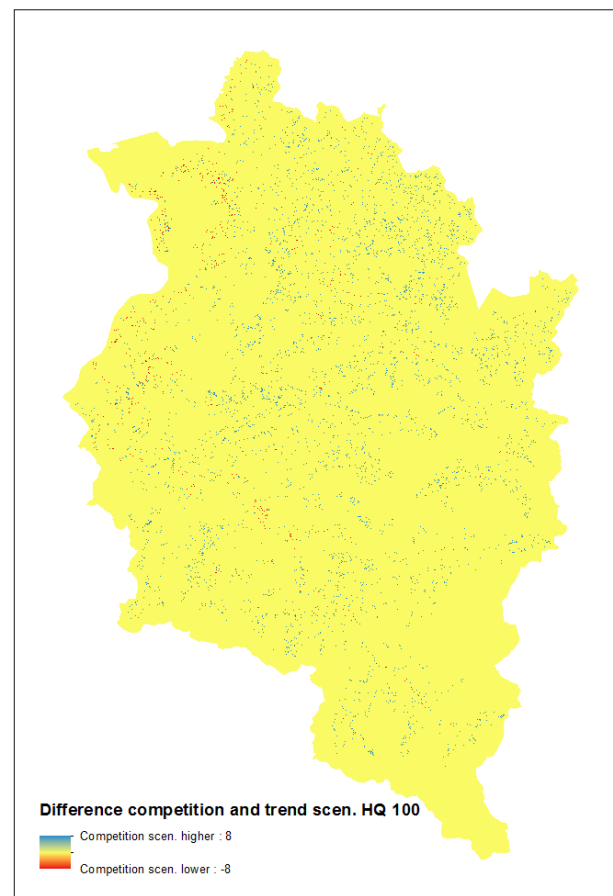 Difference competition and trend scen. HQ 100
Competition scen. higher : 8
Competition scen. lower : -8